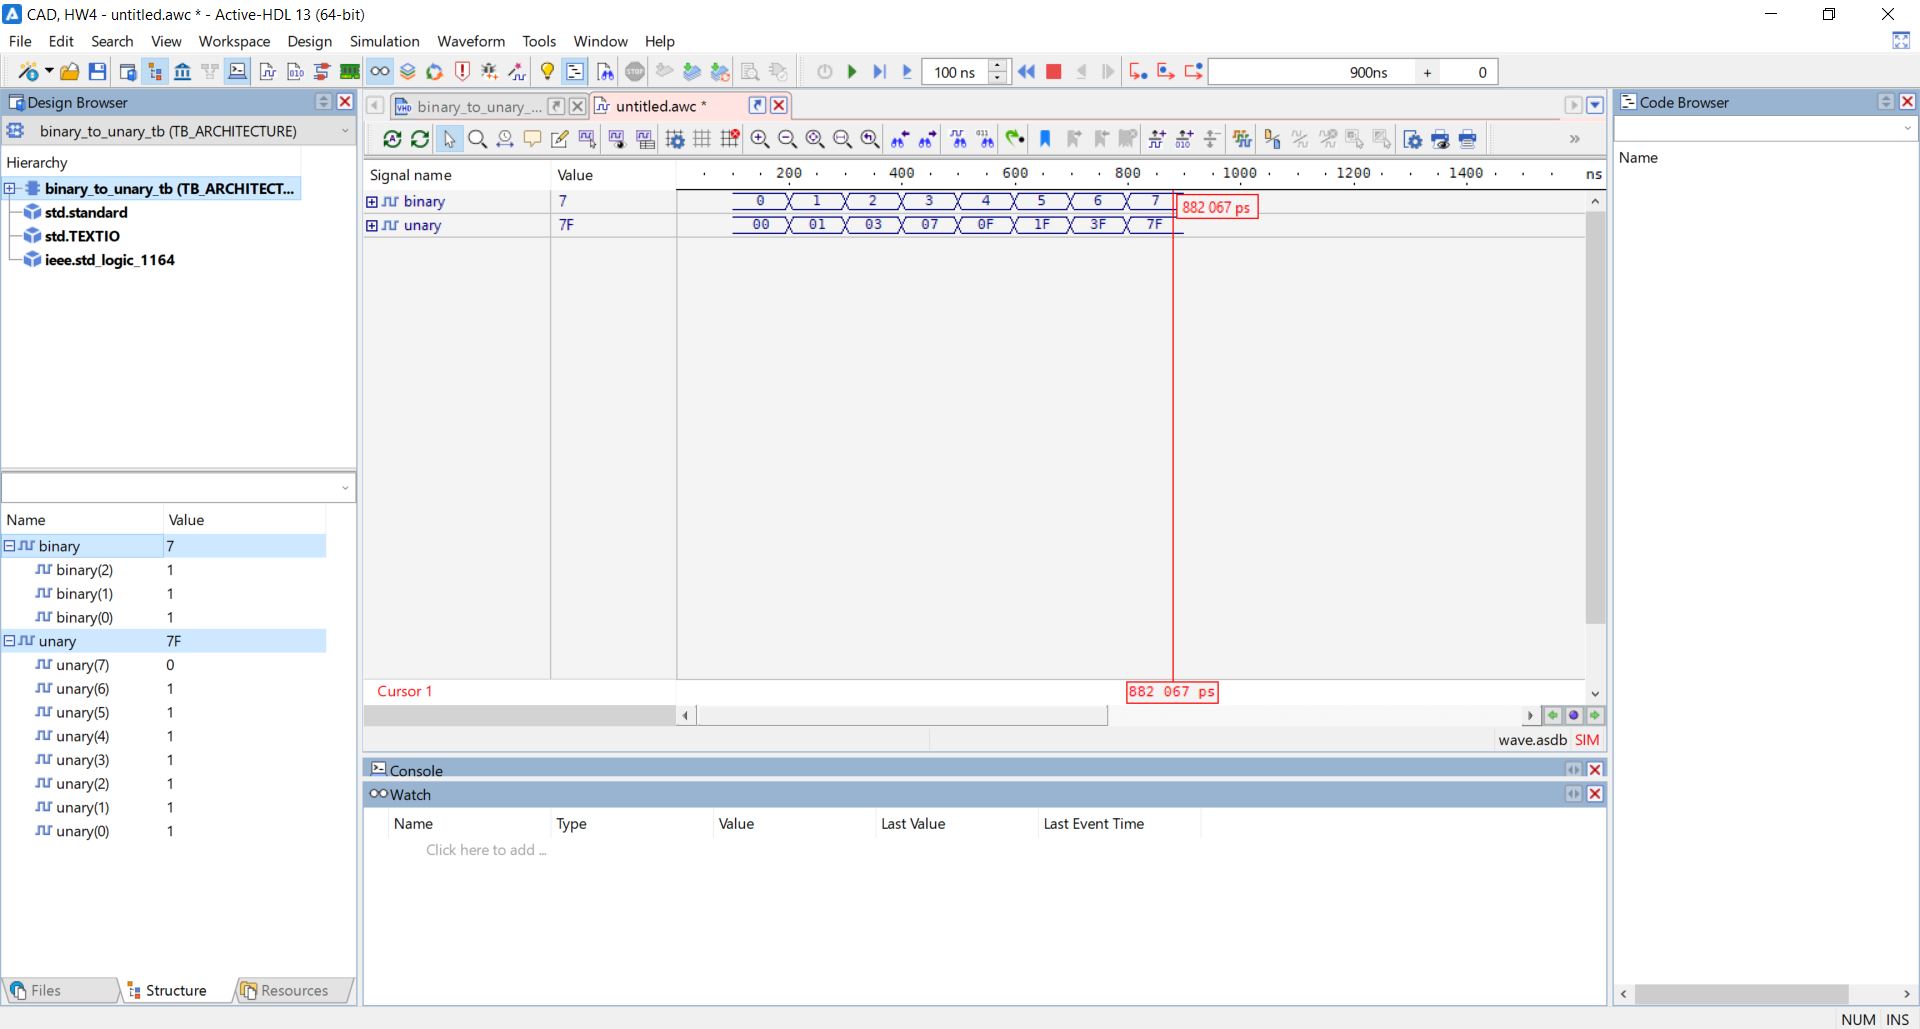 CAD, HW4 - untitled.awc * - Active-HDL 13 (64-bit)
File Edit Search View Workspace Design Simulation Waveform Tools Window Help
100 ns 900ns + 0
Design Browser
binary_to_unary_tb (TB_ARCHITECTURE)
Hierarchy
binary_to_unary_tb (TB_ARCHITECT...
std.standard
std.TEXTIO
ieee.std_logic_1164
Name Value
binary 7
binary(2) 1
binary(1) 1
binary(0) 1
unary 7F
unary(7) 0
unary(6) 1
unary(5) 1
unary(4) 1
unary(3) 1
unary(2) 1
unary(1) 1
unary(0) 1
Files Structure Resources
binary_to_unary_... untitled.awc *
Signal name Value 200 400 600 800 1000 1200 1400 ns
binary 7 0 1 2 3 4 5 6 7
882 067 ps
unary 7F 00 01 03 07 0F 1F 3F 7F
Cursor 1 882 067 ps
wave.asdb SIM
Console
Watch
Name Type Value Last Value Last Event Time
Click here to add ...
Code Browser
Name
NUM INS